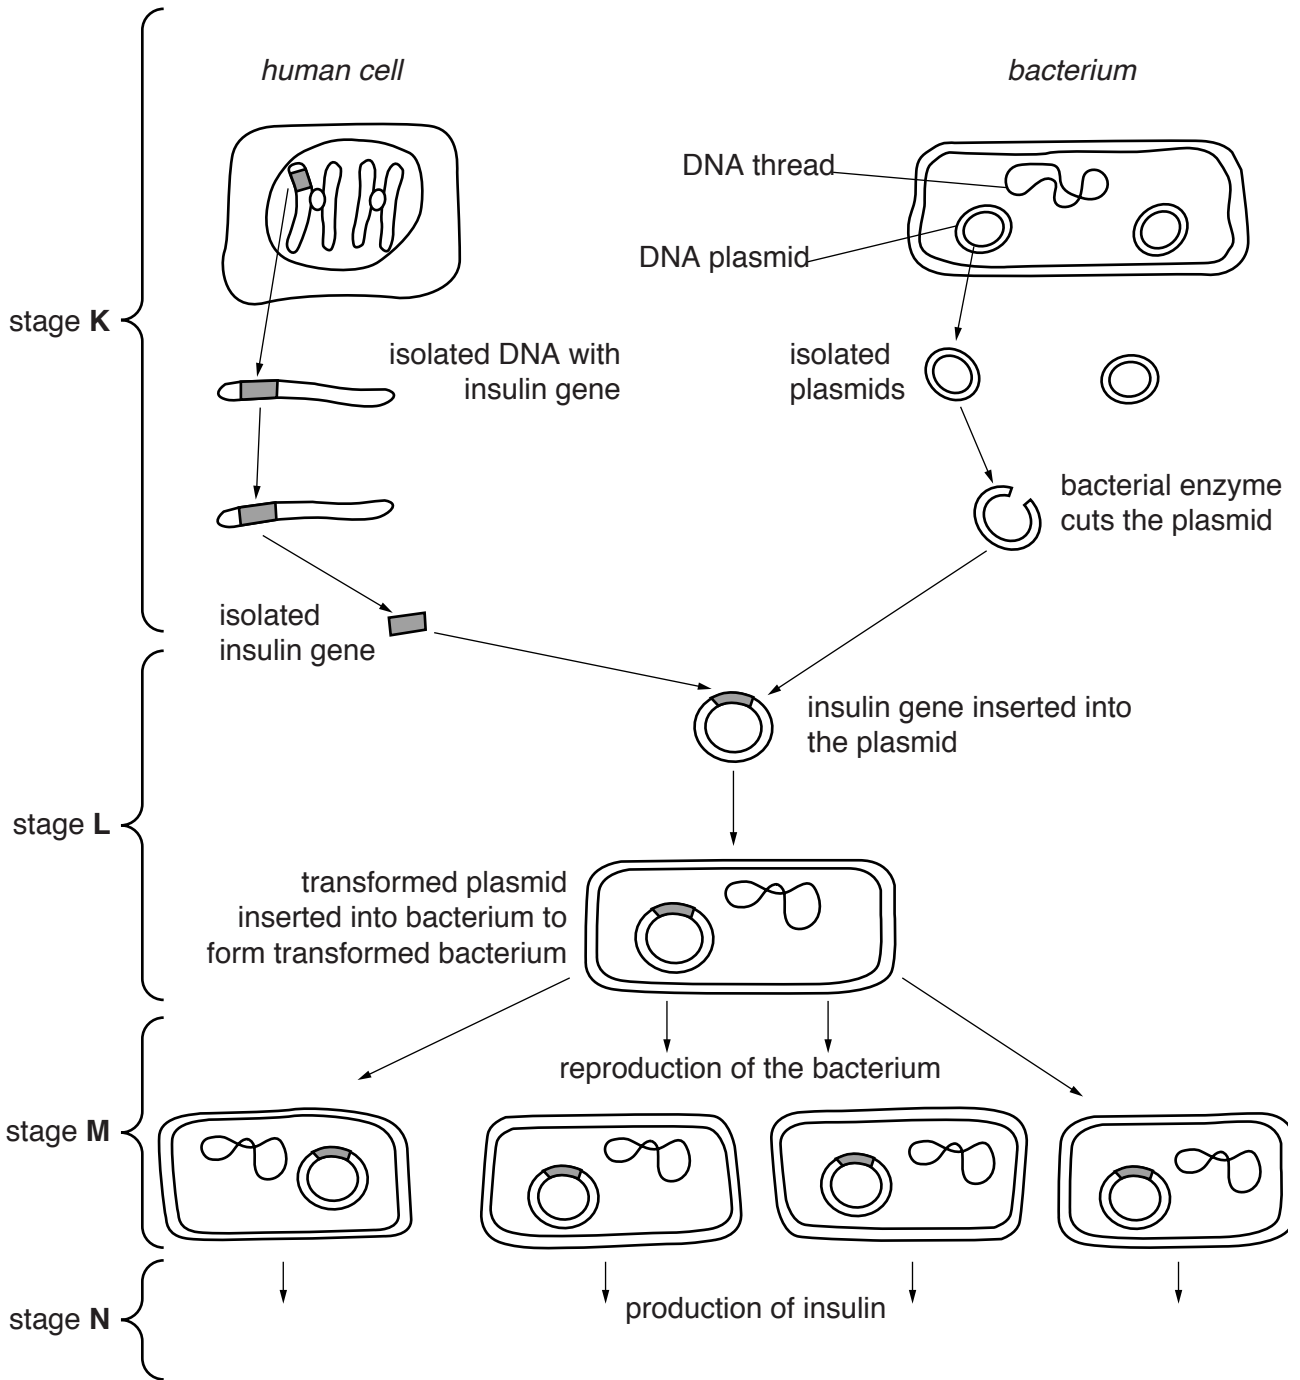 human cell
bacterium
DNA thread
DNA plasmid
stage K
isolated DNA with
insulin gene
isolated
plasmids
bacterial enzyme
cuts the plasmid
isolated
insulin gene
insulin gene inserted into
the plasmid
stage L
transformed plasmid
inserted into bacterium to
form transformed bacterium
reproduction of the bacterium
stage M
production of insulin
stage N